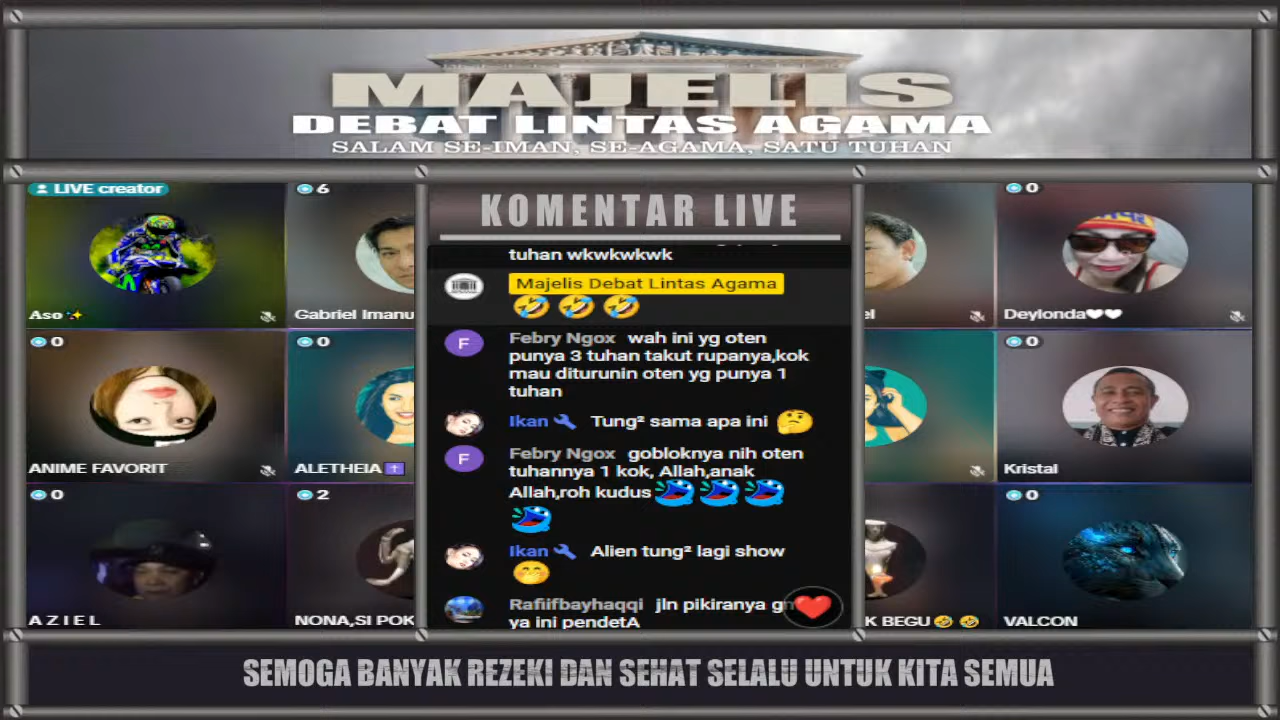 MAJELIS
DEBAT LINTAS AGAMA
SALAM SE-IMAN, SE-AGAMA, SATU TUHAN
LIVE creator
6
0
KOMENTAR LIVE
tuhan wkwkwkwk
Majelis Debat Lintas Agama
🤣 🤣 🤣
Febry Ngox wah ini yg oten
punya 3 tuhan takut rupanya,kok
mau diturunin oten yg punya 1
tuhan
Ikan Tung² sama apa ini 🤔
Febry Ngox gobloknya nih oten
tuhannya 1 kok, Allah,anak
Allah,roh kudus
Ikan Alien tung² lagi show
🤭
Rafiifbayhaqqi jln pikiranya
ya ini pendetA
Aso ✨
Gabriel Imanu
el
Deylonda❤❤
0
0
0
ANIME FAVORIT
ALETHEIA
Kristal
0
2
0
A Z I E L
NONA,SI POK
K BEGU 🤣 🤣
VALCON
SEMOGA BANYAK REZEKI DAN SEHAT SELALU UNTUK KITA SEMUA